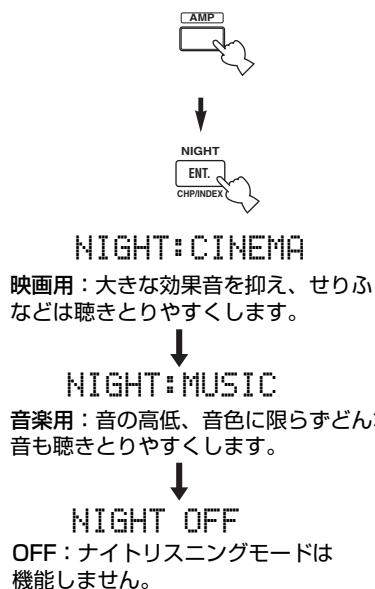 AMP
NIGHT
ENT.
CHP/INDEX
NIGHT:CINEMA
映画用：大きな効果音を抑え、せりふ
などは聴きとりやすくします。
NIGHT:MUSIC
音楽用：音の高低、音色に限らずどん
音も聴きとりやすくします。
NIGHT OFF
OFF：ナイトリスニングモードは
機能しません。